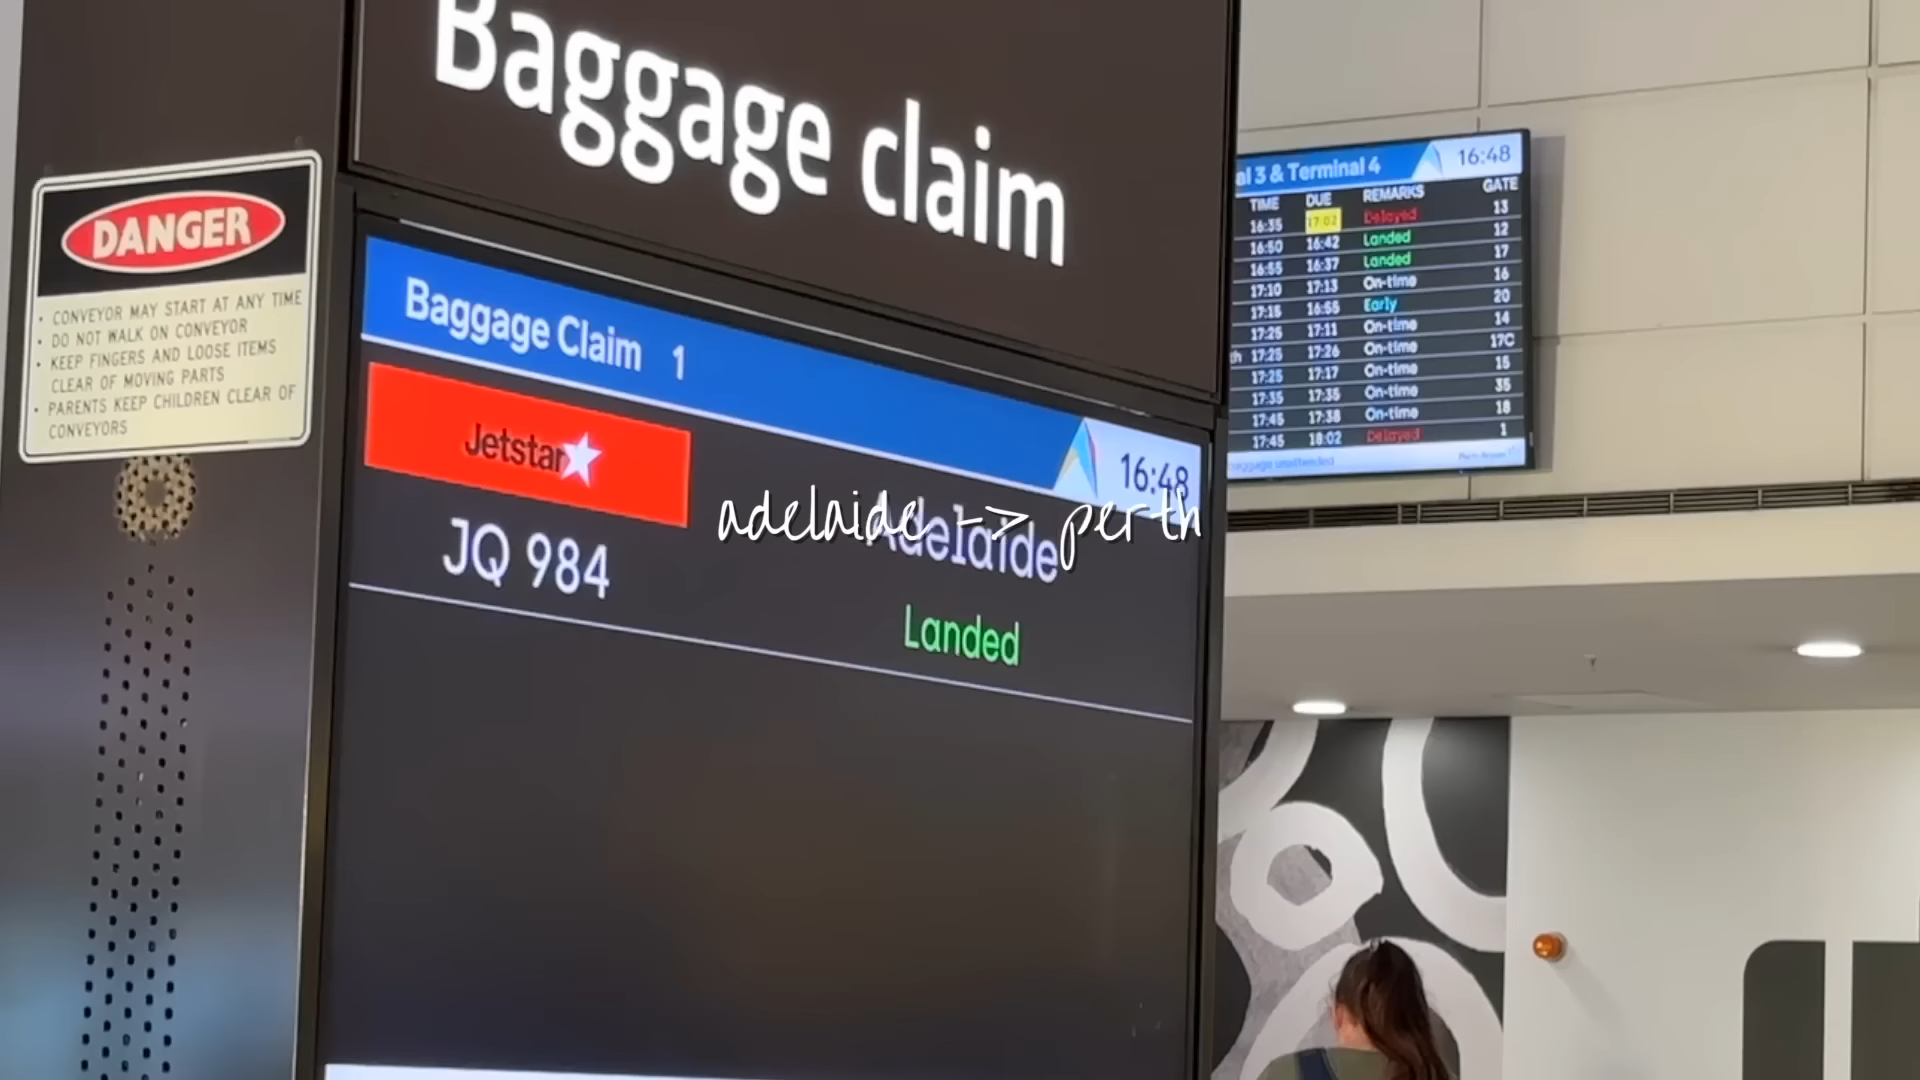 Baggage claim
DANGER
• CONVEYOR MAY START AT ANY TIME
• DO NOT WALK ON CONVEYOR
• KEEP FINGERS AND LOOSE ITEMS
CLEAR OF MOVING PARTS
• PARENTS KEEP CHILDREN CLEAR OF
CONVEYORS
Baggage Claim 1
16:48
Jetstar
JQ 984
Adelaide
Landed
adelaide -> perth
al 3 & Terminal 4 16:48
TIME DUE REMARKS GATE
16:35 17:02 Delayed 13
16:50 16:42 Landed 12
16:55 16:37 Landed 17
17:10 17:13 On-time 16
17:15 16:55 Early 20
17:25 17:11 On-time 14
th 17:25 17:26 On-time 17C
17:25 17:17 On-time 15
17:35 17:35 On-time 35
17:45 17:38 On-time 18
17:45 18:02 Delayed 1
baggage unattended